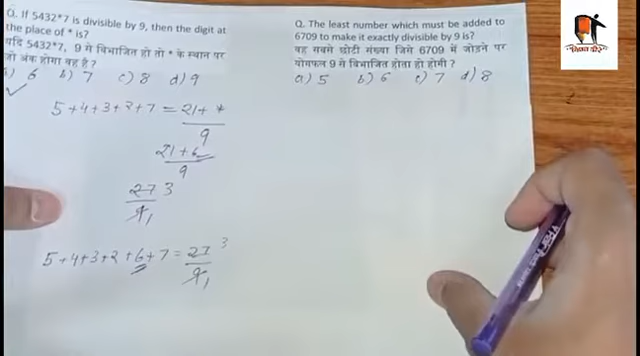 Q. If 5432*7 is divisible by 9, then the digit at
the place of * is?
यदि 5432*7, 9 से विभाजित हो तो * के स्थान पर
जो अंक होगा वह है ?
6 b) 7 c) 8 d) 9
5+4+3+2+7 = 21+*
9
21+6
9
27 3
9 1
5+4+3+2+6+7 = 27 3
9 1
Q. The least number which must be added to
6709 to make it exactly divisible by 9 is?
वह सबसे छोटी संख्या जिसे 6709 में जोड़ने पर
योगफल 9 से विभाजित होता हो होगी ?
a) 5 b) 6 c) 7 d) 8